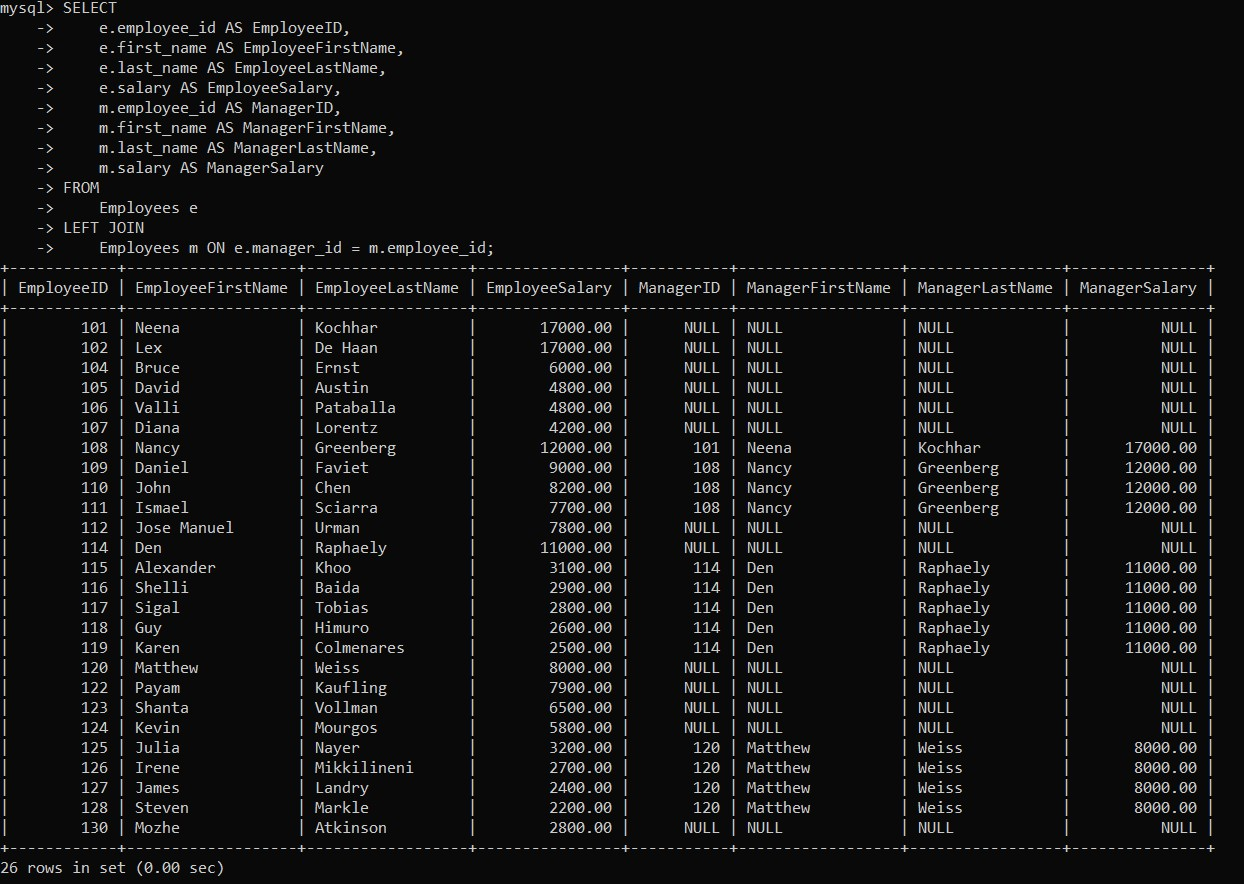 mysql> SELECT
    ->     e.employee_id AS EmployeeID,
    ->     e.first_name AS EmployeeFirstName,
    ->     e.last_name AS EmployeeLastName,
    ->     e.salary AS EmployeeSalary,
    ->     m.employee_id AS ManagerID,
    ->     m.first_name AS ManagerFirstName,
    ->     m.last_name AS ManagerLastName,
    ->     m.salary AS ManagerSalary
    -> FROM
    ->     Employees e
    -> LEFT JOIN
    ->     Employees m ON e.manager_id = m.employee_id;
+------------+-------------------+------------------+----------------+-----------+------------------+-----------------+---------------+
| EmployeeID | EmployeeFirstName | EmployeeLastName | EmployeeSalary | ManagerID | ManagerFirstName | ManagerLastName | ManagerSalary |
+------------+-------------------+------------------+----------------+-----------+------------------+-----------------+---------------+
|        101 | Neena             | Kochhar          |       17000.00 |      NULL | NULL             | NULL            |          NULL |
|        102 | Lex               | De Haan          |       17000.00 |      NULL | NULL             | NULL            |          NULL |
|        104 | Bruce             | Ernst            |        6000.00 |      NULL | NULL             | NULL            |          NULL |
|        105 | David             | Austin           |        4800.00 |      NULL | NULL             | NULL            |          NULL |
|        106 | Valli             | Pataballa        |        4800.00 |      NULL | NULL             | NULL            |          NULL |
|        107 | Diana             | Lorentz          |        4200.00 |      NULL | NULL             | NULL            |          NULL |
|        108 | Nancy             | Greenberg        |       12000.00 |       101 | Neena            | Kochhar         |      17000.00 |
|        109 | Daniel            | Faviet           |        9000.00 |       108 | Nancy            | Greenberg       |      12000.00 |
|        110 | John              | Chen             |        8200.00 |       108 | Nancy            | Greenberg       |      12000.00 |
|        111 | Ismael            | Sciarra          |        7700.00 |       108 | Nancy            | Greenberg       |      12000.00 |
|        112 | Jose Manuel       | Urman            |        7800.00 |      NULL | NULL             | NULL            |          NULL |
|        114 | Den               | Raphaely         |       11000.00 |      NULL | NULL             | NULL            |          NULL |
|        115 | Alexander         | Khoo             |        3100.00 |       114 | Den              | Raphaely        |      11000.00 |
|        116 | Shelli            | Baida            |        2900.00 |       114 | Den              | Raphaely        |      11000.00 |
|        117 | Sigal             | Tobias           |        2800.00 |       114 | Den              | Raphaely        |      11000.00 |
|        118 | Guy               | Himuro           |        2600.00 |       114 | Den              | Raphaely        |      11000.00 |
|        119 | Karen             | Colmenares       |        2500.00 |       114 | Den              | Raphaely        |      11000.00 |
|        120 | Matthew           | Weiss            |        8000.00 |      NULL | NULL             | NULL            |          NULL |
|        122 | Payam             | Kaufling         |        7900.00 |      NULL | NULL             | NULL            |          NULL |
|        123 | Shanta            | Vollman          |        6500.00 |      NULL | NULL             | NULL            |          NULL |
|        124 | Kevin             | Mourgos          |        5800.00 |      NULL | NULL             | NULL            |          NULL |
|        125 | Julia             | Nayer            |        3200.00 |       120 | Matthew          | Weiss           |       8000.00 |
|        126 | Irene             | Mikkilineni      |        2700.00 |       120 | Matthew          | Weiss           |       8000.00 |
|        127 | James             | Landry           |        2400.00 |       120 | Matthew          | Weiss           |       8000.00 |
|        128 | Steven            | Markle           |        2200.00 |       120 | Matthew          | Weiss           |       8000.00 |
|        130 | Mozhe             | Atkinson         |        2800.00 |      NULL | NULL             | NULL            |          NULL |
+------------+-------------------+------------------+----------------+-----------+------------------+-----------------+---------------+
26 rows in set (0.00 sec)